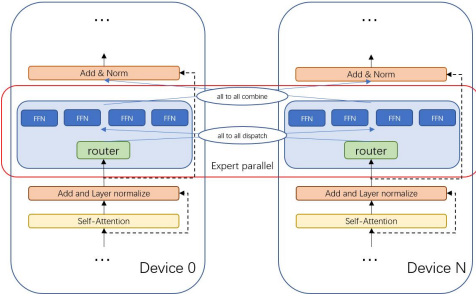 ...
...
Add & Norm
Add & Norm
all to all combine
FFN FFN FFN FFN
FFN FFN FFN FFN
all to all dispatch
router
router
Expert parallel
Add and Layer normalize
Add and Layer normalize
Self-Attention
Self-Attention
...
...
Device 0
Device N